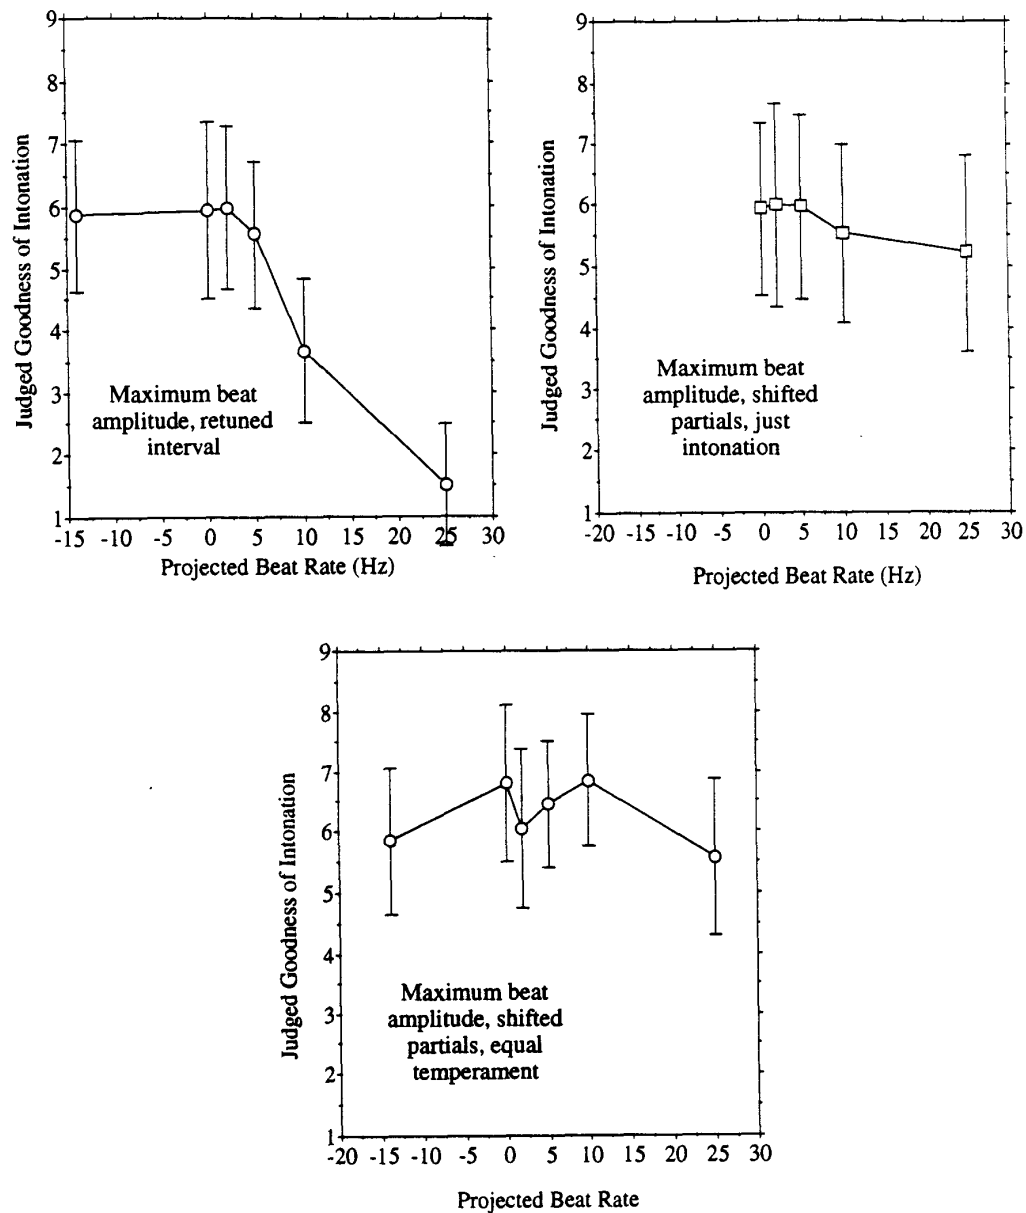 9
8
7
6
5
4
3
2
1
Judged Goodness of Intonation
Maximum beat
amplitude, retuned
interval
-15 -10 -5 0 5 10 15 20 25 30
Projected Beat Rate (Hz)
9
8
7
6
5
4
3
2
1
Judged Goodness of Intonation
Maximum beat
amplitude, shifted
partials, just
intonation
-20 -15 -10 -5 0 5 10 15 20 25 30
Projected Beat Rate (Hz)
9
8
7
6
5
4
3
2
1
Judged Goodness of Intonation
Maximum beat
amplitude, shifted
partials, equal
temperament
-20 -15 -10 -5 0 5 10 15 20 25 30
Projected Beat Rate